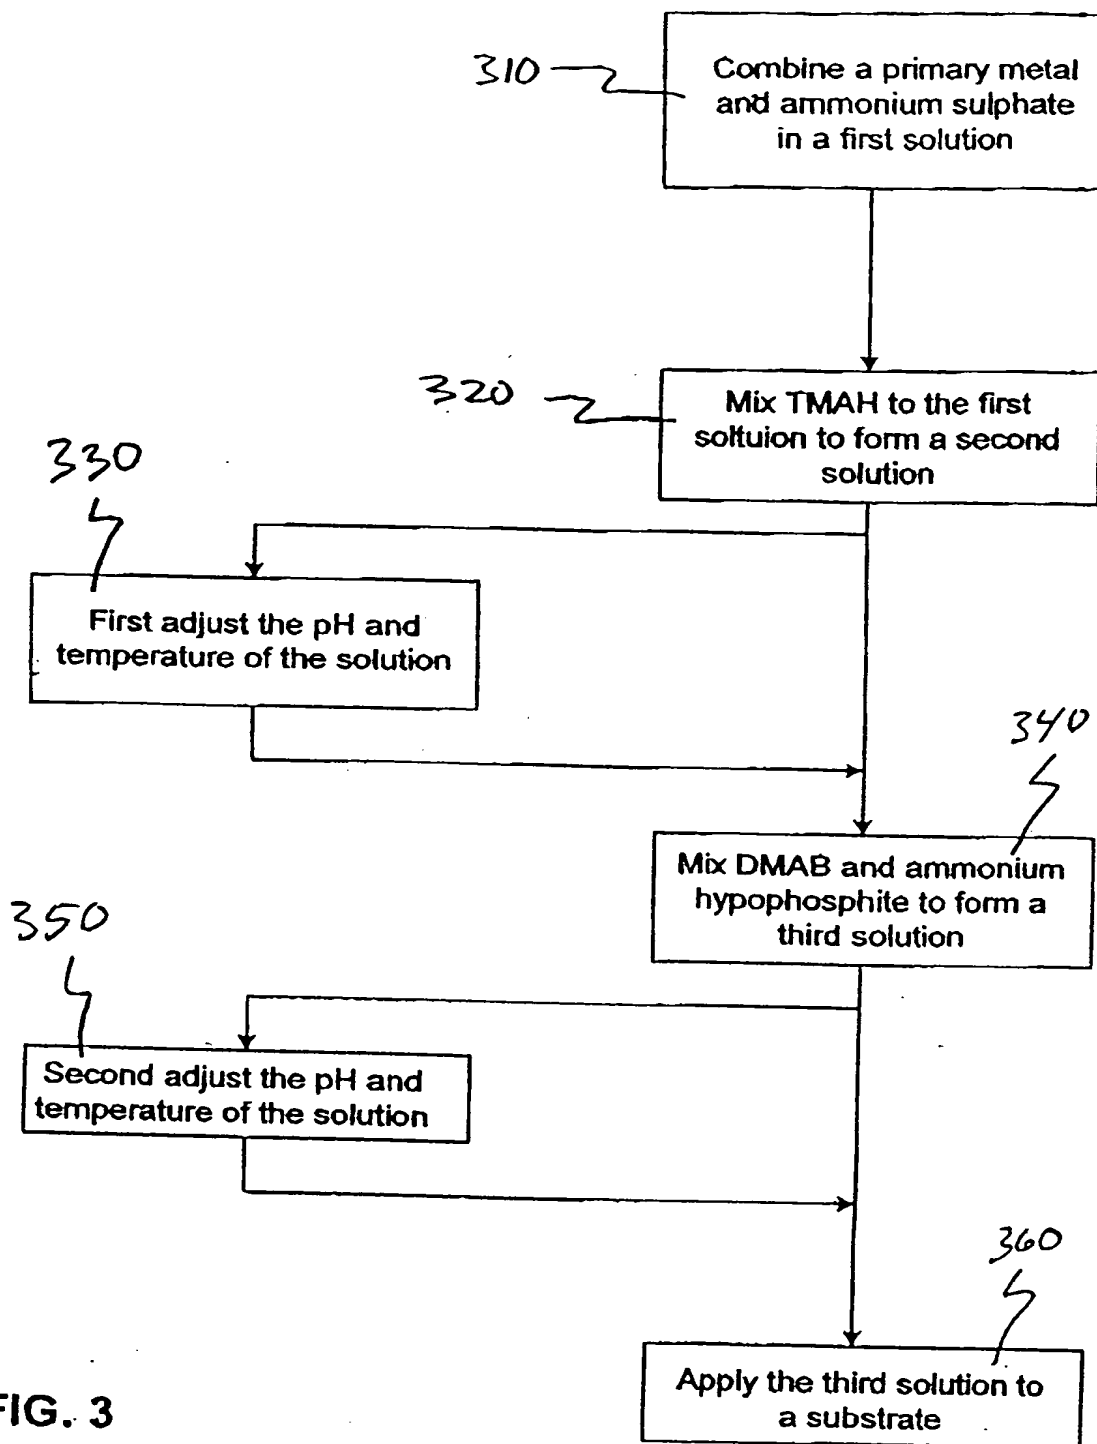 310
Combine a primary metal
and ammonium sulphate
in a first solution
320
Mix TMAH to the first
soltuion to form a second
solution
330
First adjust the pH and
temperature of the solution
340
Mix DMAB and ammonium
hypophosphite to form a
third solution
350
Second adjust the pH and
temperature of the solution
360
Apply the third solution to
a substrate
FIG. 3